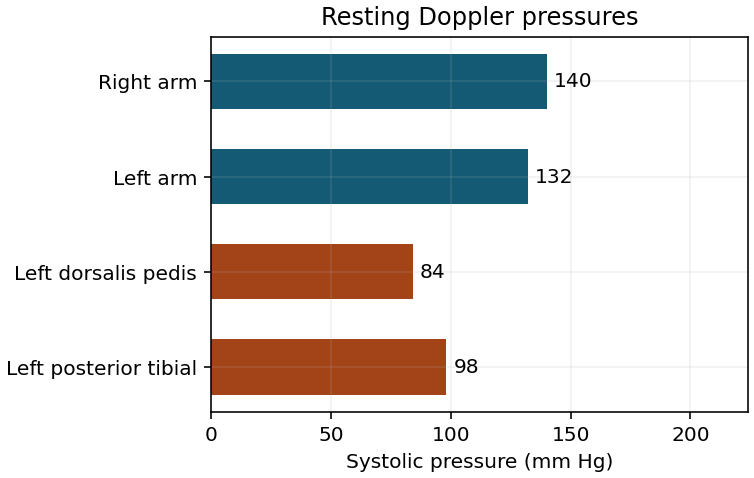 Resting Doppler pressures
Right arm
140
Left arm
132
Left dorsalis pedis
84
Left posterior tibial
98
0 50 100 150 200
Systolic pressure (mm Hg)